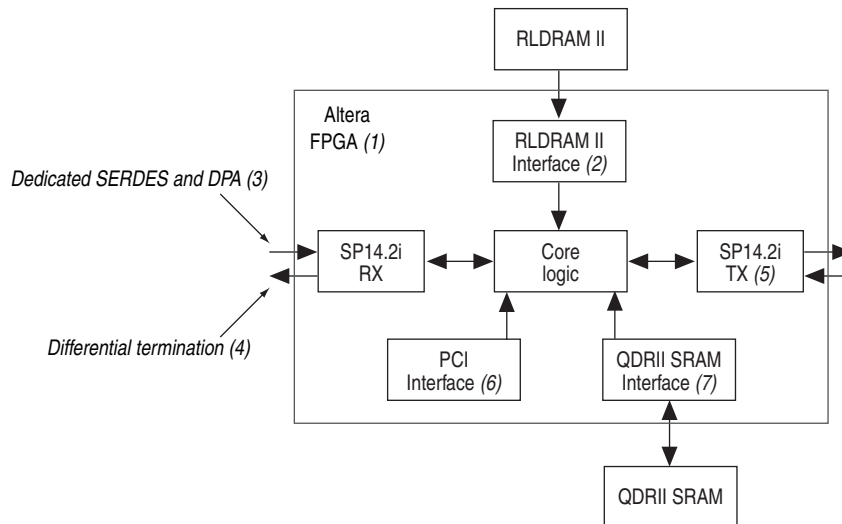 RLDRAM II
Altera
FPGA (1)
RLDRAM II
Interface (2)
Dedicated SERDES and DPA (3)
SP14.2i
RX
Core
logic
SP14.2i
TX (5)
Differential termination (4)
PCI
Interface (6)
QDRII SRAM
Interface (7)
QDRII SRAM